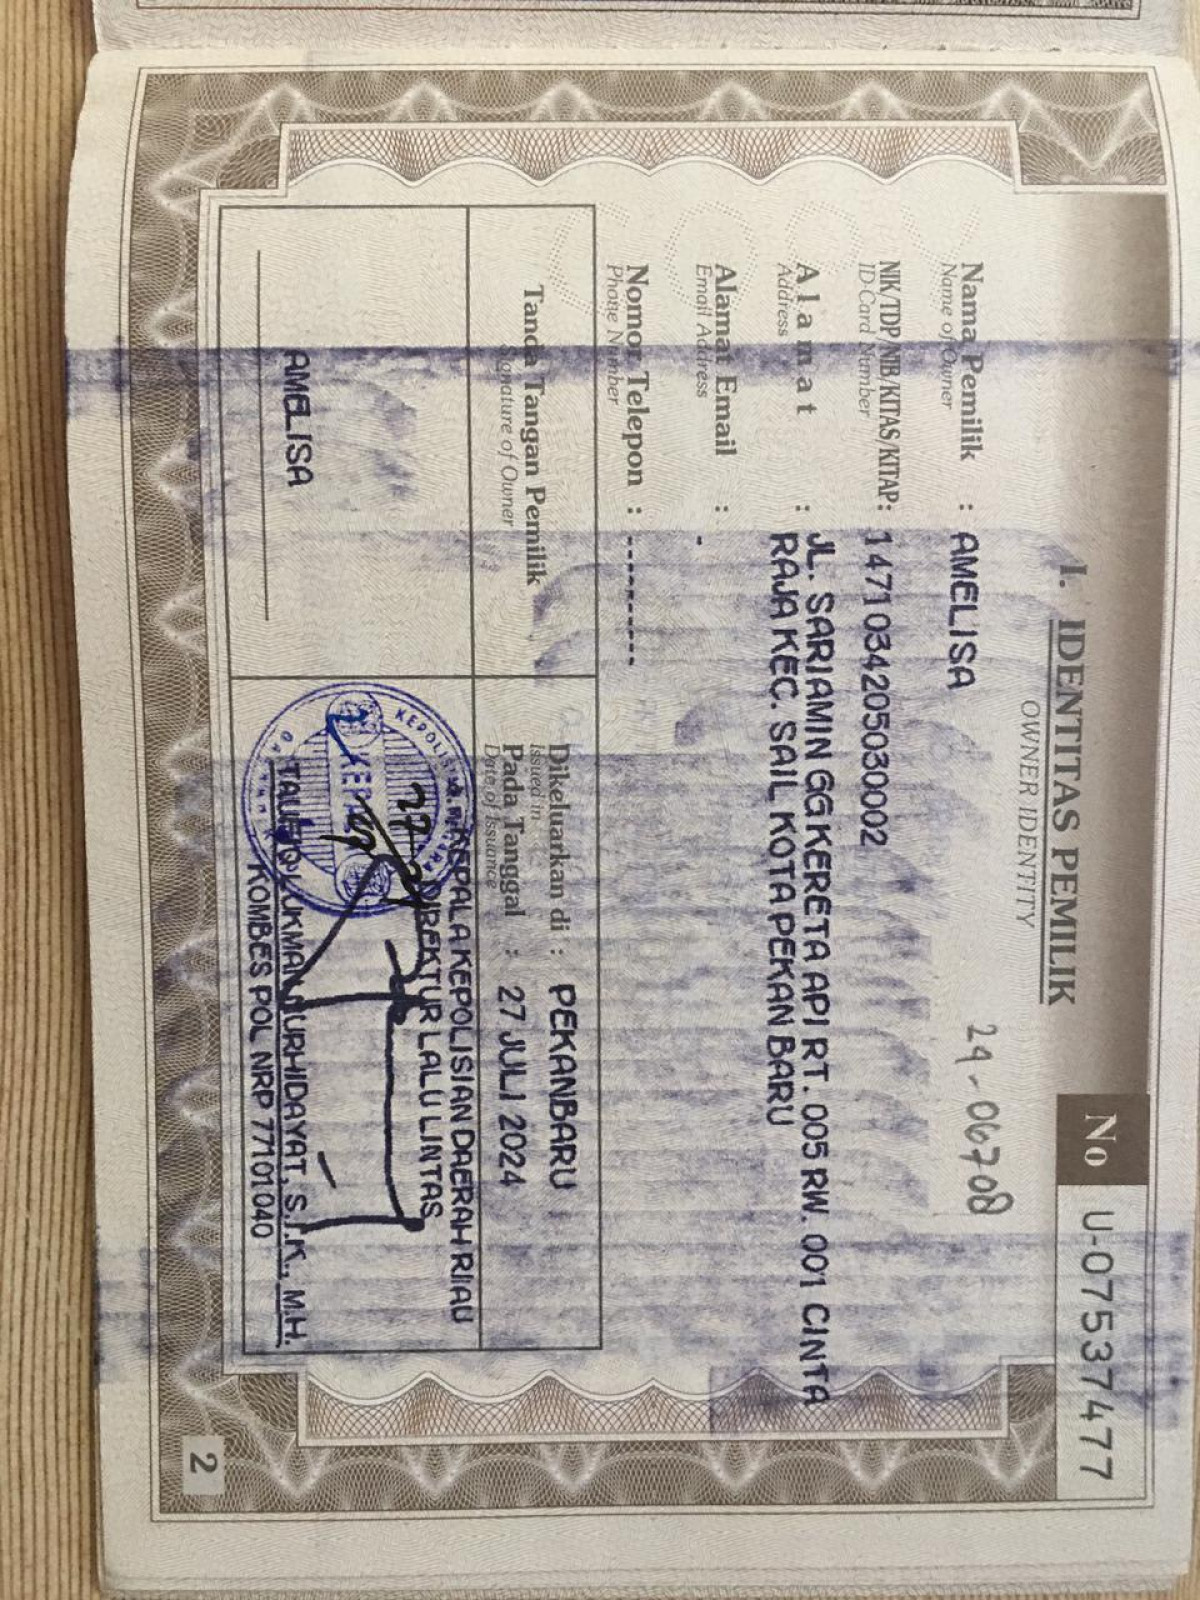 I. IDENTITAS PEMILIK
OWNER IDENTITY
No U-07537477
24-06708
Nama Pemilik : AMELISA
Name of Owner
NIK/TDP/NIB/KITAS/KITAP: 1471034205030002
ID Card Number
A l a m a t : JL. SARIAMIN GG KERETA API RT. 005 RW. 001 CINTA
Address
RAJA KEC. SAIL KOTA PEKAN BARU
Alamat Email : -
Email Address
Nomor Telepon : ---------
Phone Number
Tanda Tangan Pemilik
Signature of Owner
AMELISA
Dikeluarkan di : PEKANBARU
Issued in
Pada Tanggal : 27 JULI 2024
Date of Issuance
KEPALA KEPOLISIAN DAERAH RIAU
DIREKTUR LALU LINTAS
TAUFIQ LUKMAN NURHIDAYAT, S.I.K., M.H.
KOMBES POL NRP 77101040
2